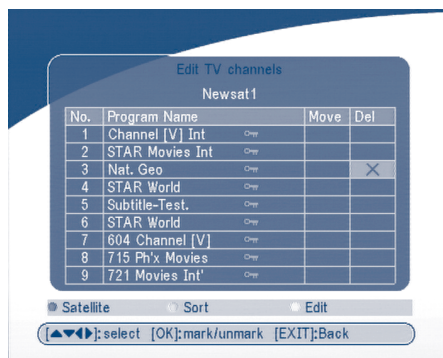 Edit TV channels
Newsat1
No. Program Name Move Del
1 Channel [V] Int
2 STAR Movies Int
3 Nat. Geo
4 STAR World
5 Subtitle-Test.
6 STAR World
7 604 Channel [V]
8 715 Ph'x Movies
9 721 Movies Int'
Satellite Sort Edit
[▲▼◀▶]: select [OK]: mark/unmark [EXIT]: Back